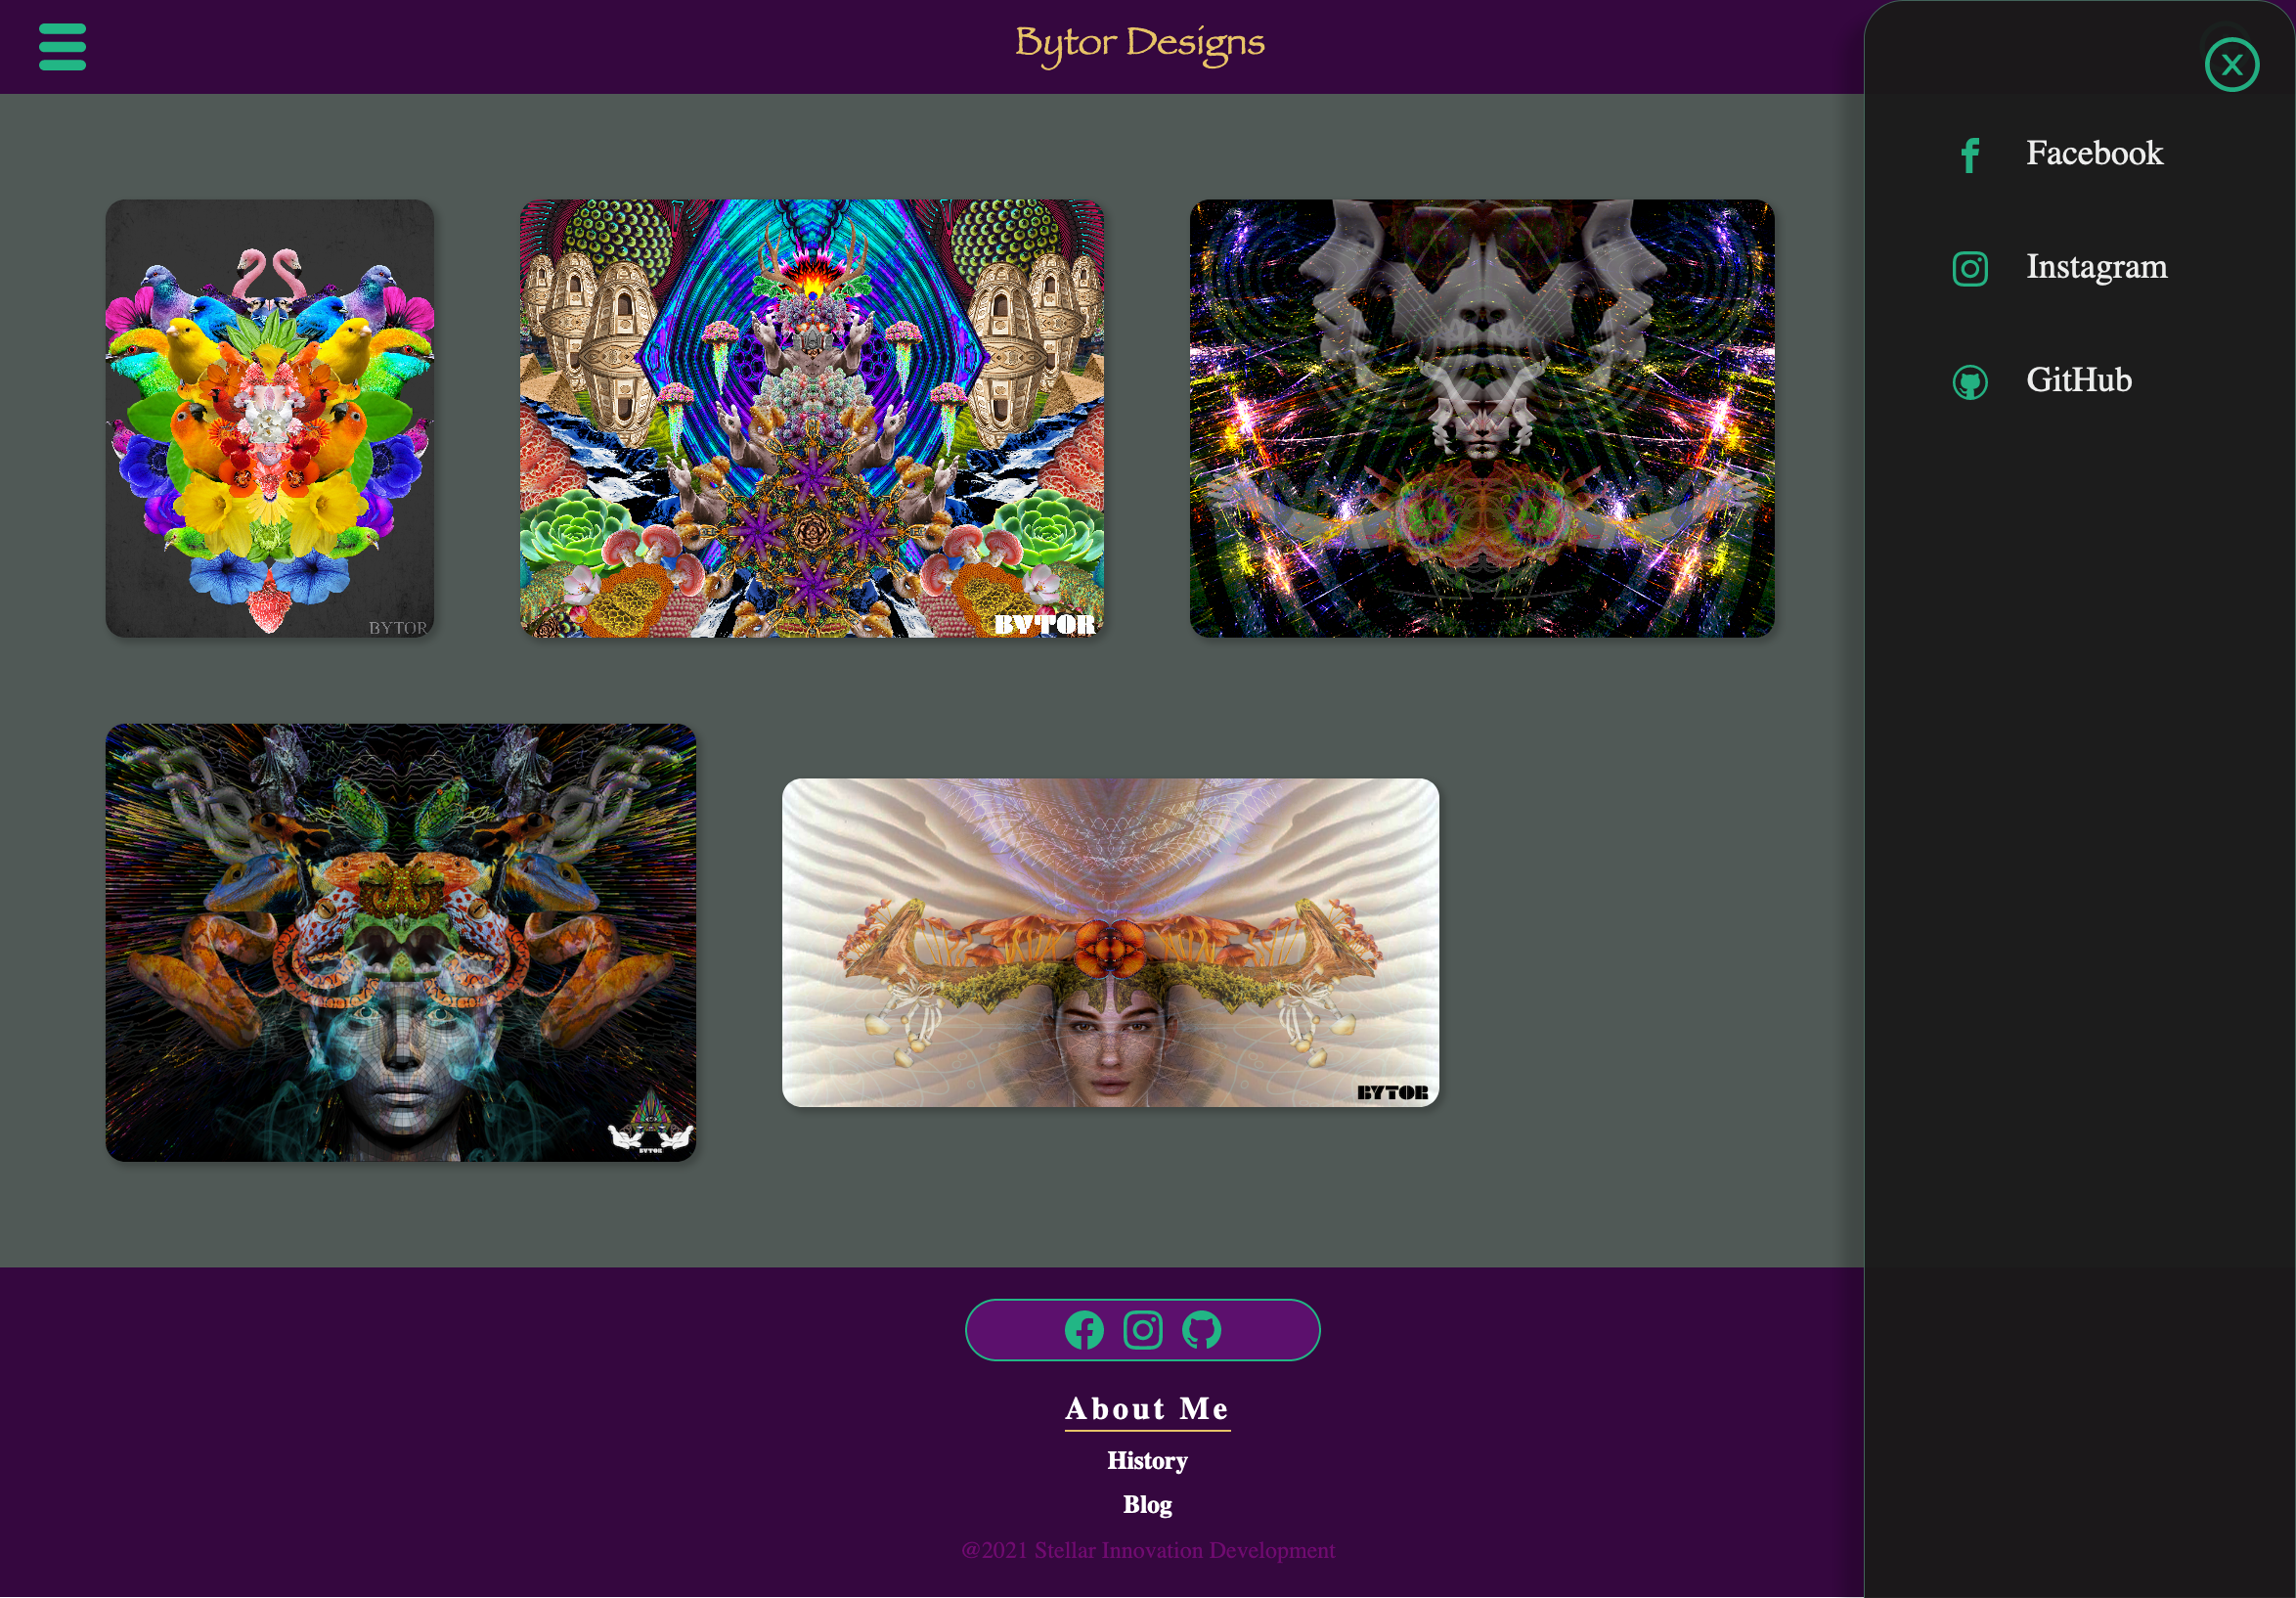 Bytor Designs
X
Facebook
Instagram
GitHub
BYTOR
BYTOR
BYTOR
BYTOR
About Me
History
Blog
@2021 Stellar Innovation Development